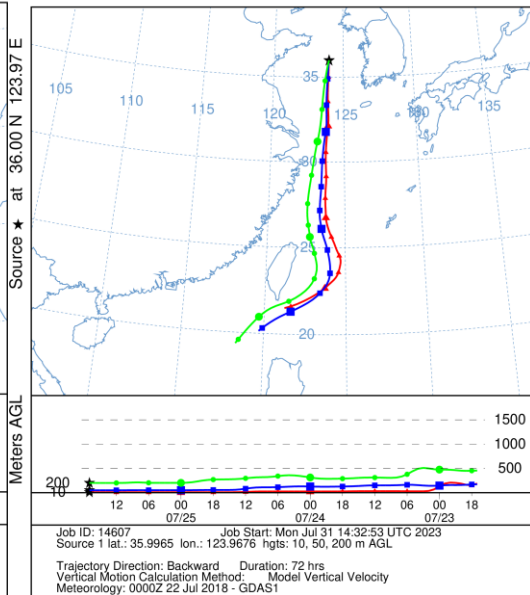 Source ★ at 36.00 N 123.97 E
105
110
115
120
125
130
135
35
30
25
20
Meters AGL
1500
1000
500
200
12 06 00 18 12 06 00 18 12 06 00 18
07/25 07/24 07/23
Job ID: 14607 Job Start: Mon Jul 31 14:32:53 UTC 2023
Source 1 lat.: 35.9965 lon.: 123.9676 hgts: 10, 50, 200 m AGL
Trajectory Direction: Backward Duration: 72 hrs
Vertical Motion Calculation Method: Model Vertical Velocity
Meteorology: 0000Z 22 Jul 2018 - GDAS1